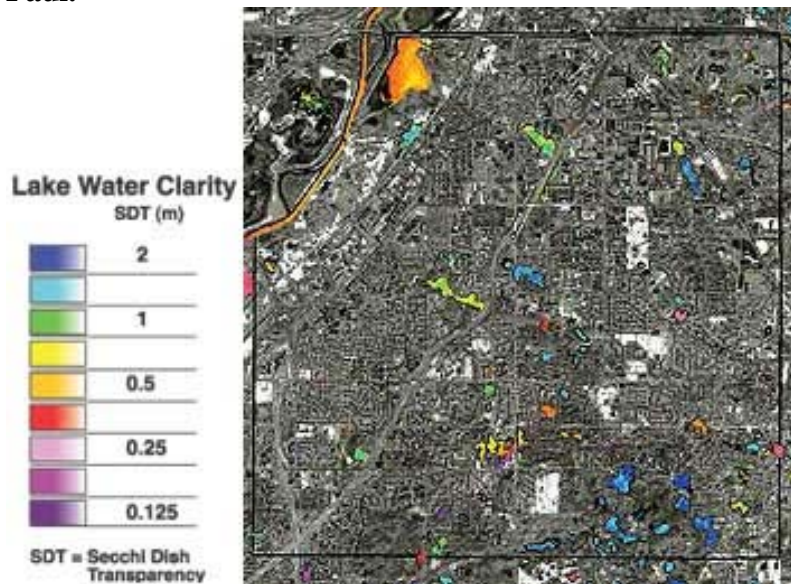 Lake Water Clarity
SDT (m)
2
1
0.5
0.25
0.125
SDT = Secchi Dish
Transparency